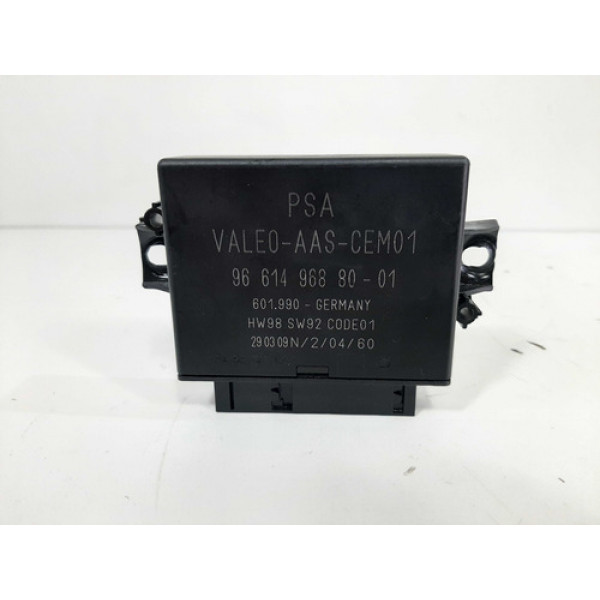 PSA
VALEO-AAS-CEM01
96 614 968 80-01
601.990 - GERMANY
HW98 SW92 CODE01
290309N/2/04/60